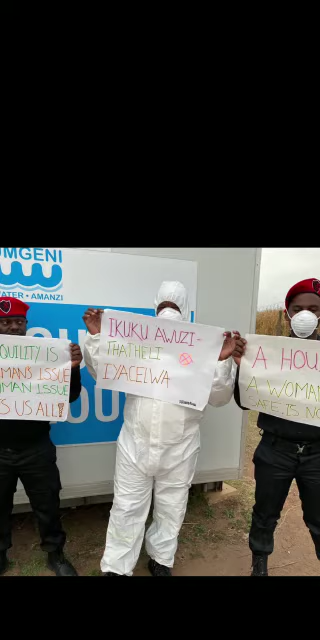 UMGENI
WATER • AMANZI
QUILITY IS
MANS ISSUE
MAN ISSUE
S US ALL!
IKUKU AWUZI-
THATHELI
IYACELWA
A HOU
A WOMAN
SAFE, IS NO